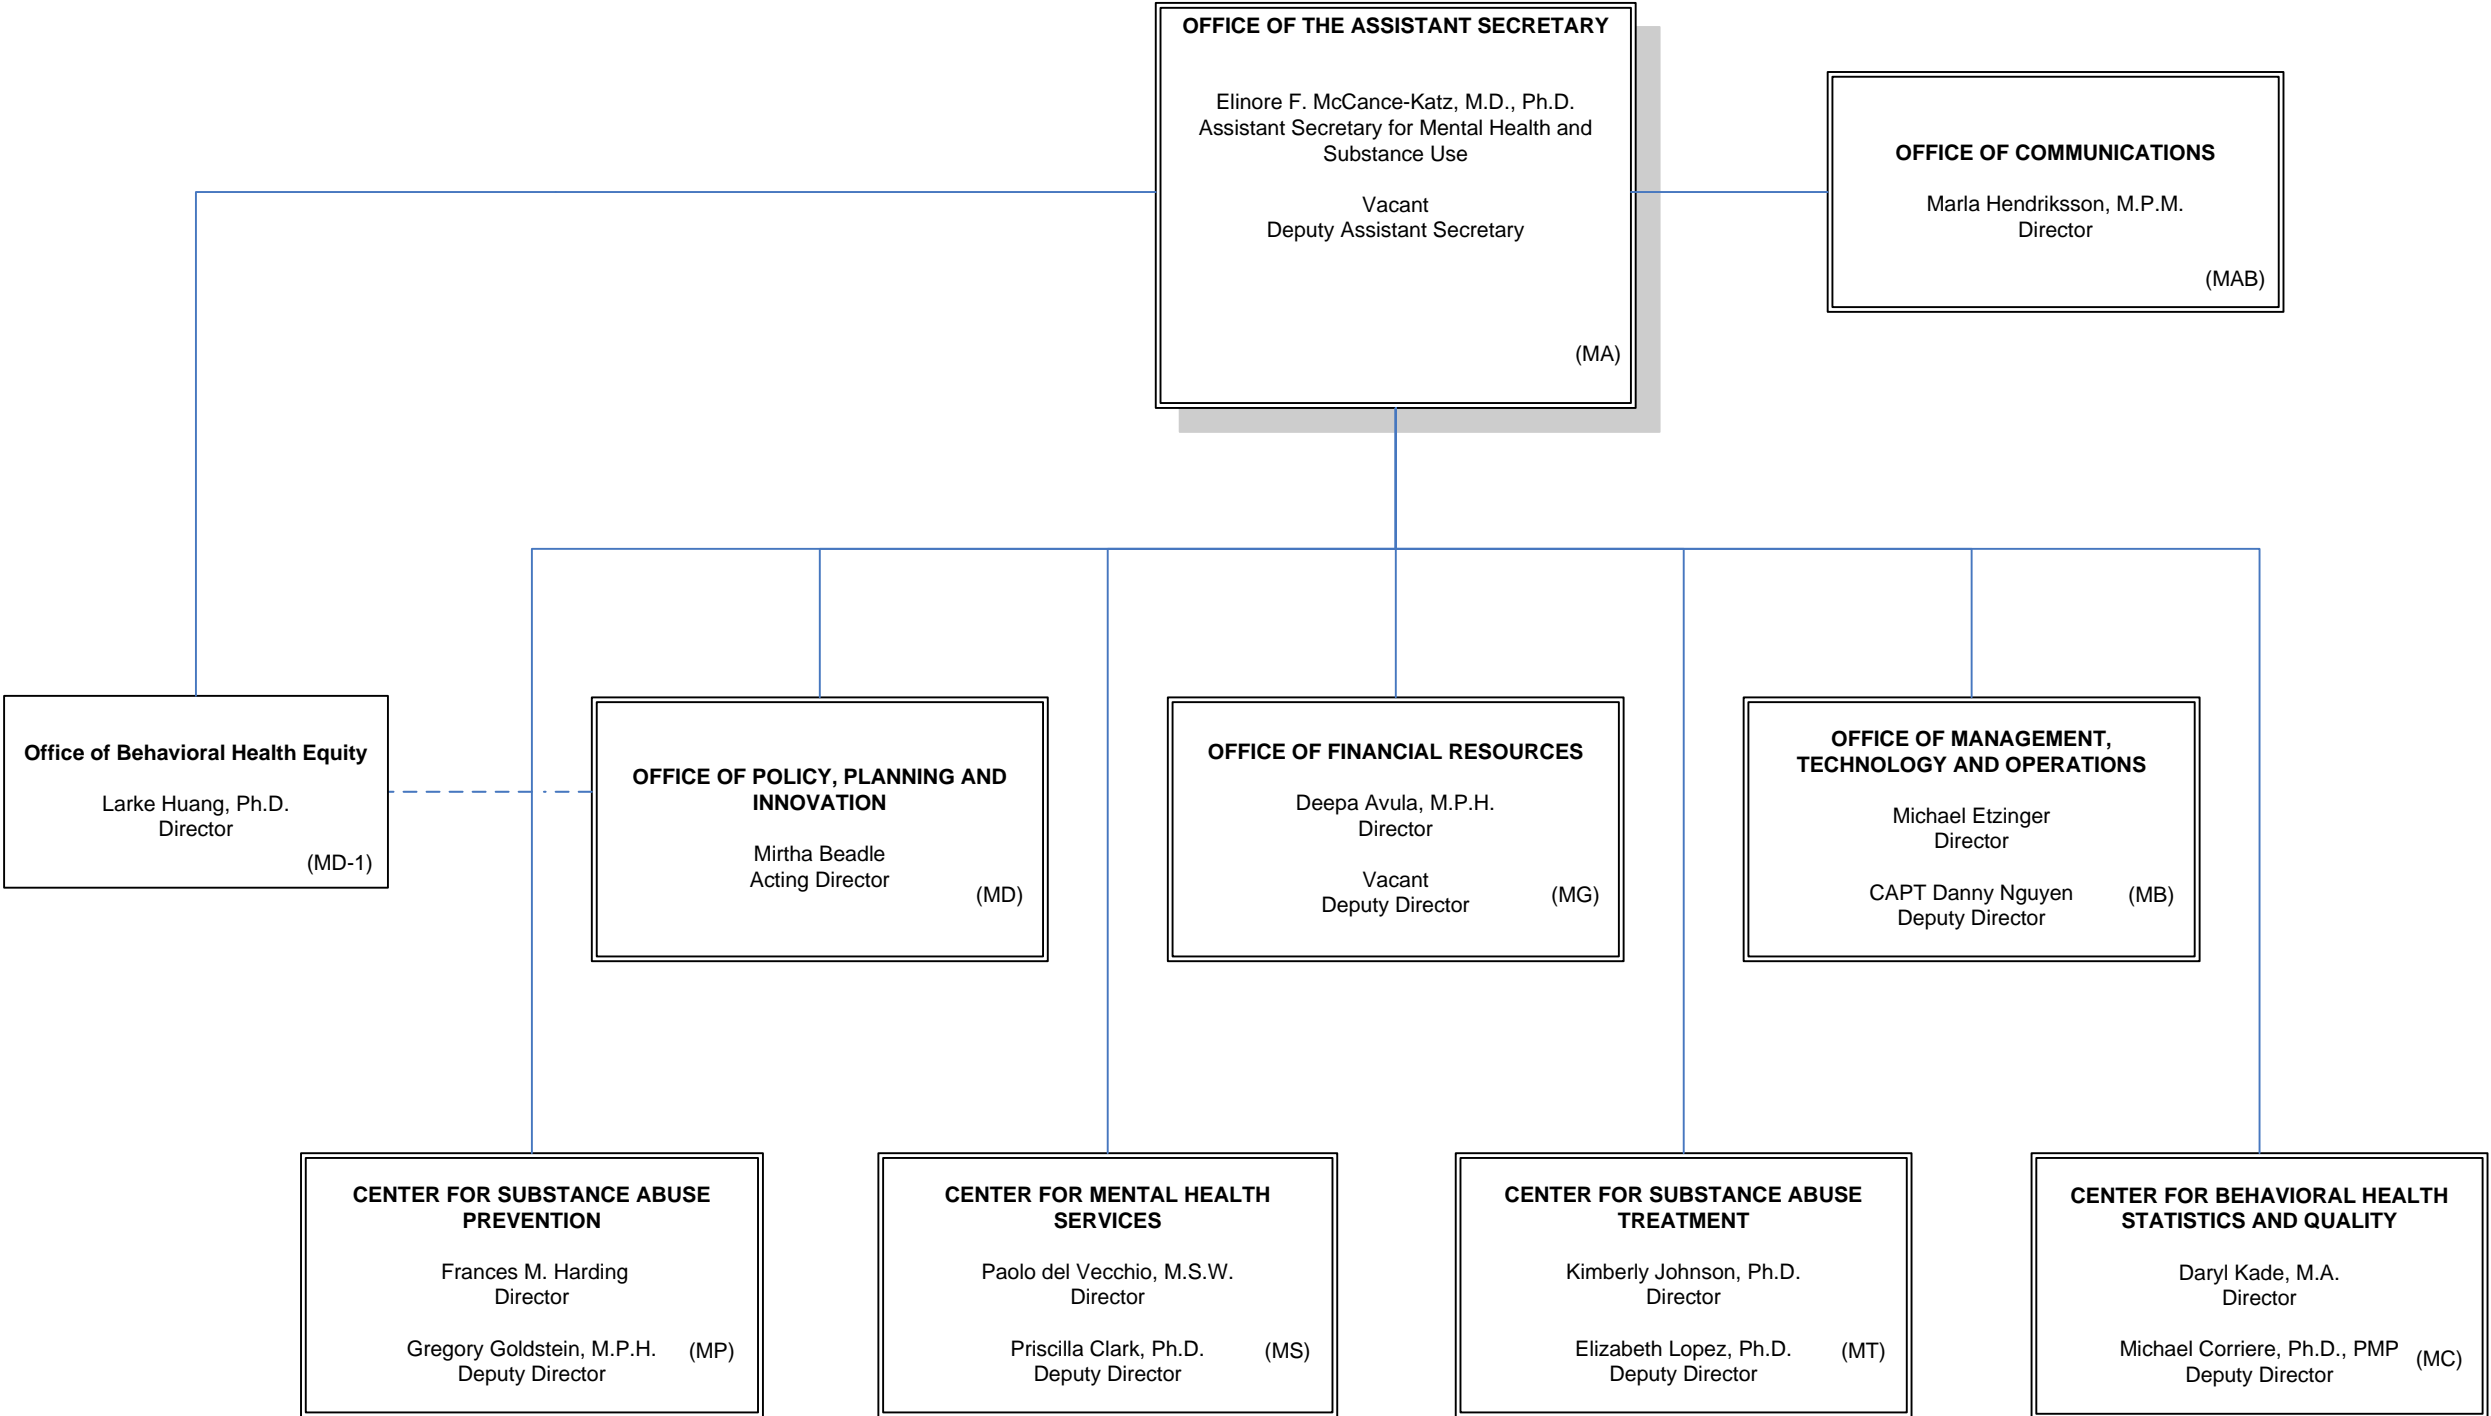 OFFICE OF THE ASSISTANT SECRETARY
Elinore F. McCance-Katz, M.D., Ph.D.
Assistant Secretary for Mental Health and
Substance Use
Vacant
Deputy Assistant Secretary
(MA)
OFFICE OF COMMUNICATIONS
Marla Hendriksson, M.P.M.
Director
(MAB)
Office of Behavioral Health Equity
Larke Huang, Ph.D.
Director
(MD-1)
OFFICE OF POLICY, PLANNING AND
INNOVATION
Mirtha Beadle
Acting Director
(MD)
OFFICE OF FINANCIAL RESOURCES
Deepa Avula, M.P.H.
Director
Vacant
Deputy Director
(MG)
OFFICE OF MANAGEMENT,
TECHNOLOGY AND OPERATIONS
Michael Etzinger
Director
CAPT Danny Nguyen
Deputy Director
(MB)
CENTER FOR SUBSTANCE ABUSE
PREVENTION
Frances M. Harding
Director
Gregory Goldstein, M.P.H.
Deputy Director
(MP)
CENTER FOR MENTAL HEALTH
SERVICES
Paolo del Vecchio, M.S.W.
Director
Priscilla Clark, Ph.D.
Deputy Director
(MS)
CENTER FOR SUBSTANCE ABUSE
TREATMENT
Kimberly Johnson, Ph.D.
Director
Elizabeth Lopez, Ph.D.
Deputy Director
(MT)
CENTER FOR BEHAVIORAL HEALTH
STATISTICS AND QUALITY
Daryl Kade, M.A.
Director
Michael Corriere, Ph.D., PMP
Deputy Director
(MC)